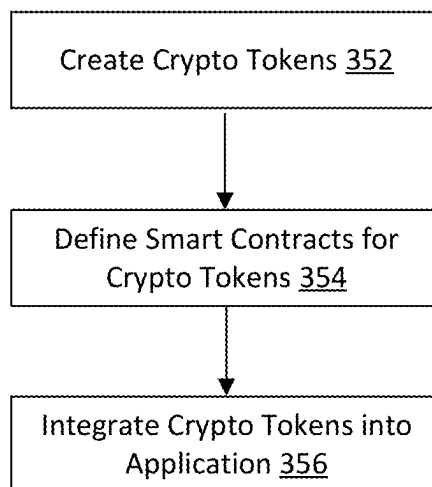 Create Crypto Tokens 352
Define Smart Contracts for
Crypto Tokens 354
Integrate Crypto Tokens into
Application 356